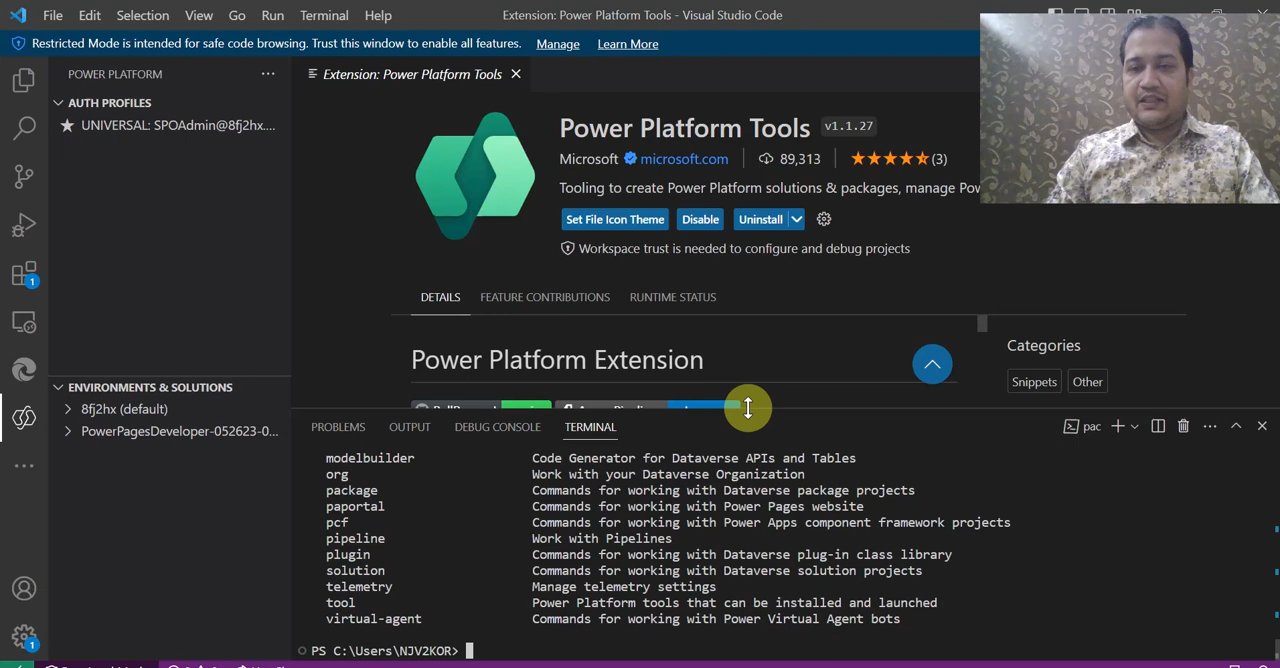 File Edit Selection View Go Run Terminal Help
Extension: Power Platform Tools - Visual Studio Code
Restricted Mode is intended for safe code browsing. Trust this window to enable all features. Manage Learn More
POWER PLATFORM
AUTH PROFILES
UNIVERSAL: SPOAdmin@8fj2hx....
Extension: Power Platform Tools
Power Platform Tools v1.1.27
Microsoft microsoft.com 89,313 (3)
Tooling to create Power Platform solutions & packages, manage
Set File Icon Theme Disable Uninstall
Workspace trust is needed to configure and debug projects
DETAILS FEATURE CONTRIBUTIONS RUNTIME STATUS
Power Platform Extension
Categories
Snippets Other
ENVIRONMENTS & SOLUTIONS
8fj2hx (default)
PowerPagesDeveloper-052623-0...
1
1
PROBLEMS OUTPUT DEBUG CONSOLE TERMINAL
pac
modelbuilder Code Generator for Dataverse APIs and Tables
org Work with your Dataverse Organization
package Commands for working with Dataverse package projects
paportal Commands for working with Power Pages website
pcf Commands for working with Power Apps component framework projects
pipeline Work with Pipelines
plugin Commands for working with Dataverse plug-in class library
solution Commands for working with Dataverse solution projects
telemetry Manage telemetry settings
tool Power Platform tools that can be installed and launched
virtual-agent Commands for working with Power Virtual Agent bots
PS C:\Users\NJV2KOR>